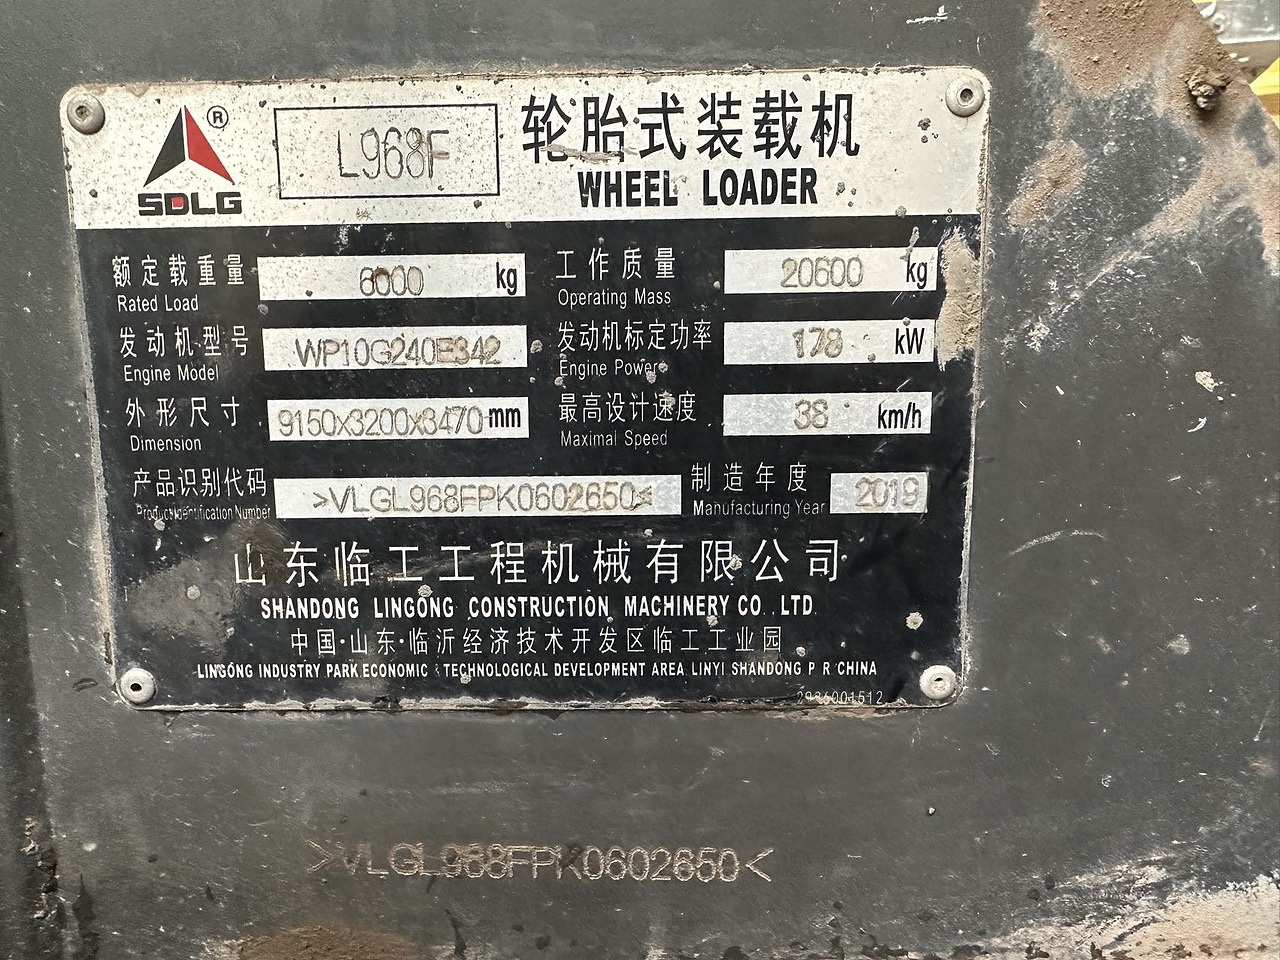 SDLG ®
L968F
轮胎式装载机
WHEEL LOADER
额定载重量 6000 kg
Rated Load
工作质量 20600 kg
Operating Mass
发动机型号 WP10G240E342
Engine Model
发动机标定功率 178 kW
Engine Power
外形尺寸 9150x3200x3470 mm
Dimension
最高设计速度 38 km/h
Maximal Speed
产品识别代码 >VLGL968FPK0602650<
Product Identification Number
制造年度 2019
Manufacturing Year
山东临工工程机械有限公司
SHANDONG LINGONG CONSTRUCTION MACHINERY CO.,LTD.
中国·山东·临沂经济技术开发区临工工业园
LINGONG INDUSTRY PARK ECONOMIC & TECHNOLOGICAL DEVELOPMENT AREA LINYI SHANDONG P R CHINA
>VLGL968FPK0602650<